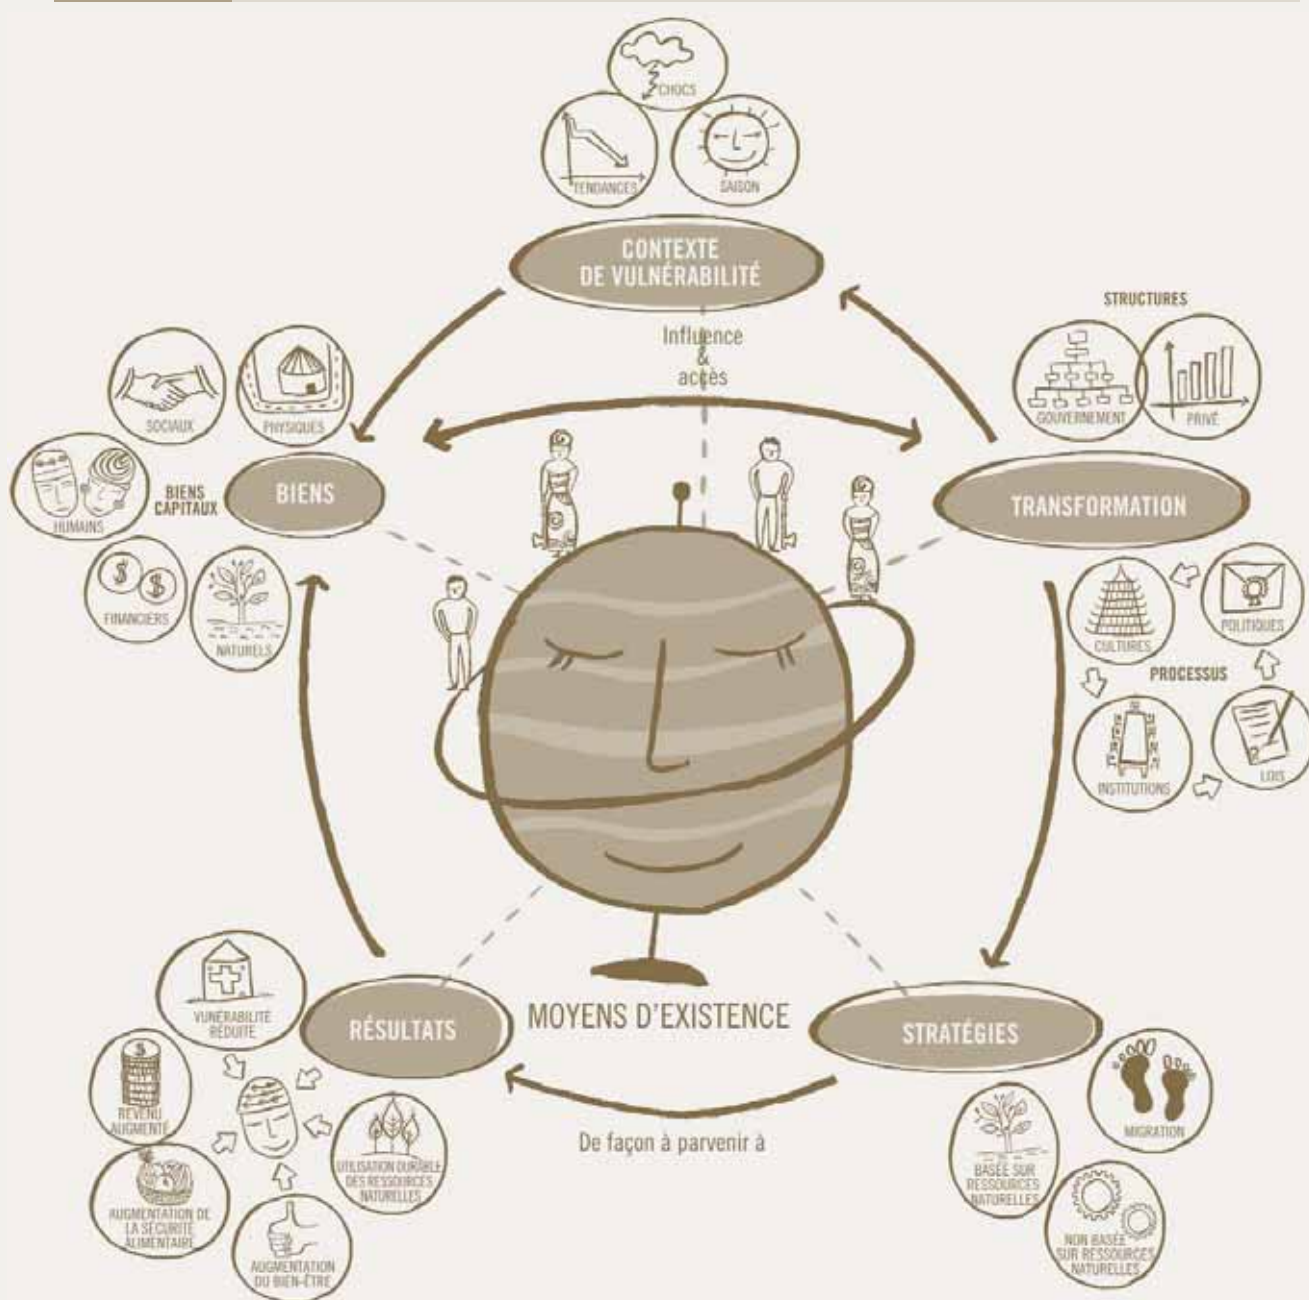 CHOCS
TENDANCES
SAISON
CONTEXTE
DE VULNÉRABILITÉ
Influence
&
accès
STRUCTURES
GOUVERNEMENT
PRIVÉ
SOCIAUX
PHYSIQUES
HUMAINS
BIENS
CAPITAUX
BIENS
FINANCIERS
$
$
NATURELS
TRANSFORMATION
CULTURES
POLITIQUES
PROCESSUS
INSTITUTIONS
LOIS
MOYENS D'EXISTENCE
RÉSULTATS
STRATÉGIES
VUNÉRABILITÉ
RÉDUITE
$
REVENU
AUGMENTÉ
AUGMENTATION DE
LA SÉCURITÉ
ALIMENTAIRE
AUGMENTATION
DU BIEN-ÊTRE
UTILISATION DURABLE
DES RESSOURCES
NATURELLES
De façon à parvenir à
MIGRATION
BASÉE SUR
RESSOURCES
NATURELLES
NON BASÉE
SUR RESSOURCES
NATURELLES